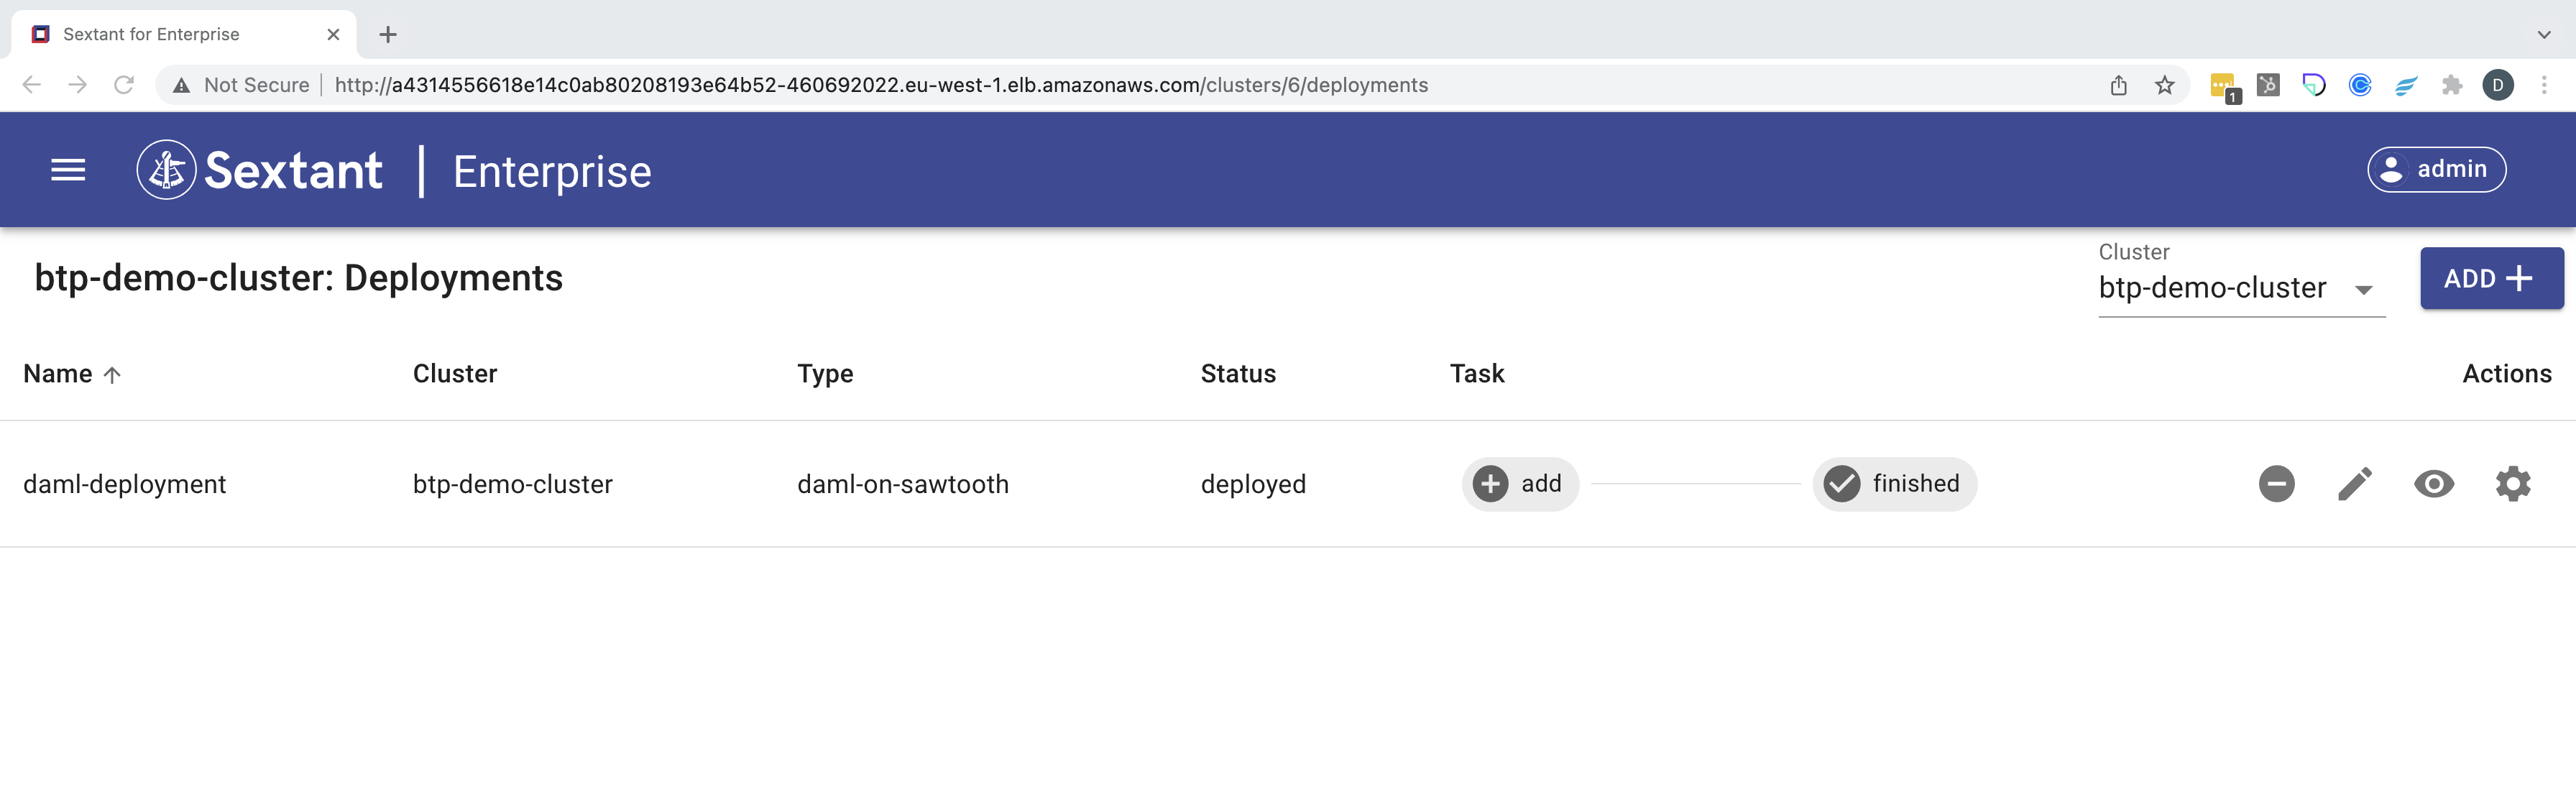 Sextant for Enterprise
Not Secure | http://a4314556618e14c0ab80208193e64b52-460692022.eu-west-1.elb.amazonaws.com/clusters/6/deployments
1
D
Sextant | Enterprise
admin
btp-demo-cluster: Deployments
Cluster
btp-demo-cluster
ADD
Name Cluster Type Status Task Actions
daml-deployment btp-demo-cluster daml-on-sawtooth deployed add finished